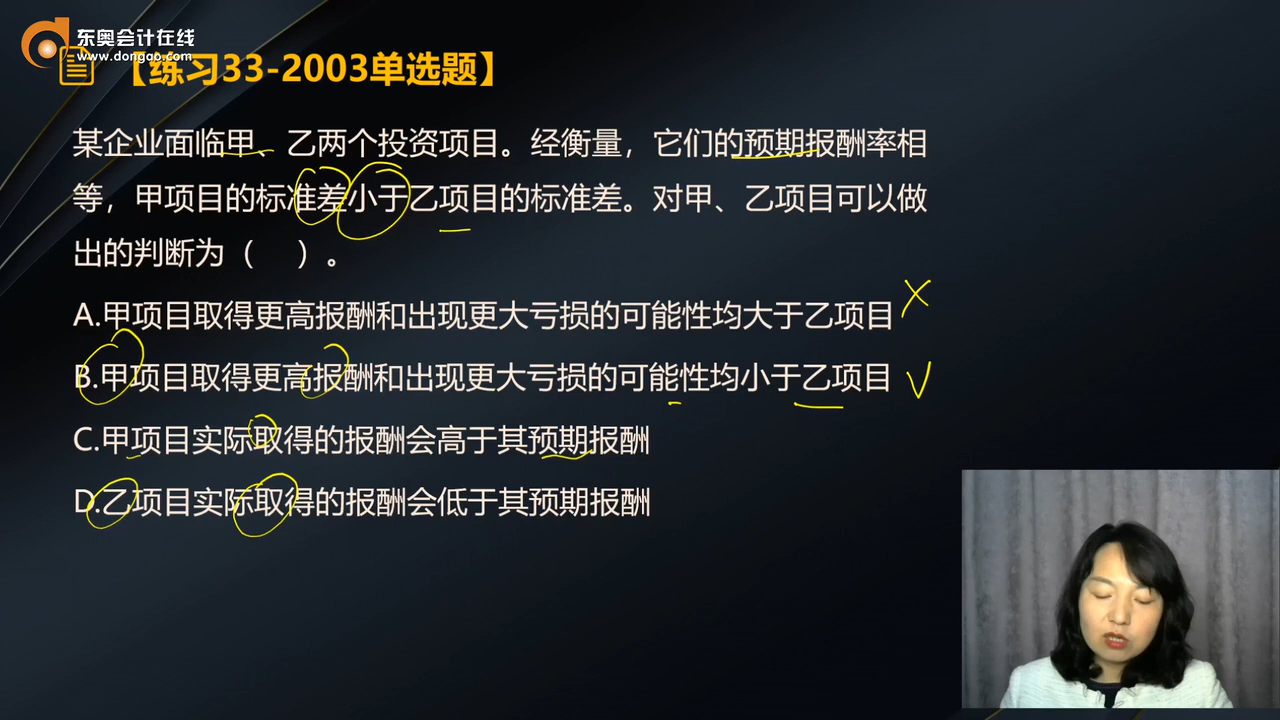 东奥会计在线
www.dongao.com
【练习33-2003单选题】
某企业面临甲、乙两个投资项目。经衡量，它们的预期报酬率相
等，甲项目的标准差小于乙项目的标准差。对甲、乙项目可以做
出的判断为（ ）。
A.甲项目取得更高报酬和出现更大亏损的可能性均大于乙项目
B.甲项目取得更高报酬和出现更大亏损的可能性均小于乙项目
C.甲项目实际取得的报酬会高于其预期报酬
D.乙项目实际取得的报酬会低于其预期报酬